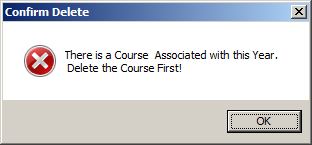 Confirm Delete
There is a Course  Associated with this Year.
Delete the Course First!
OK